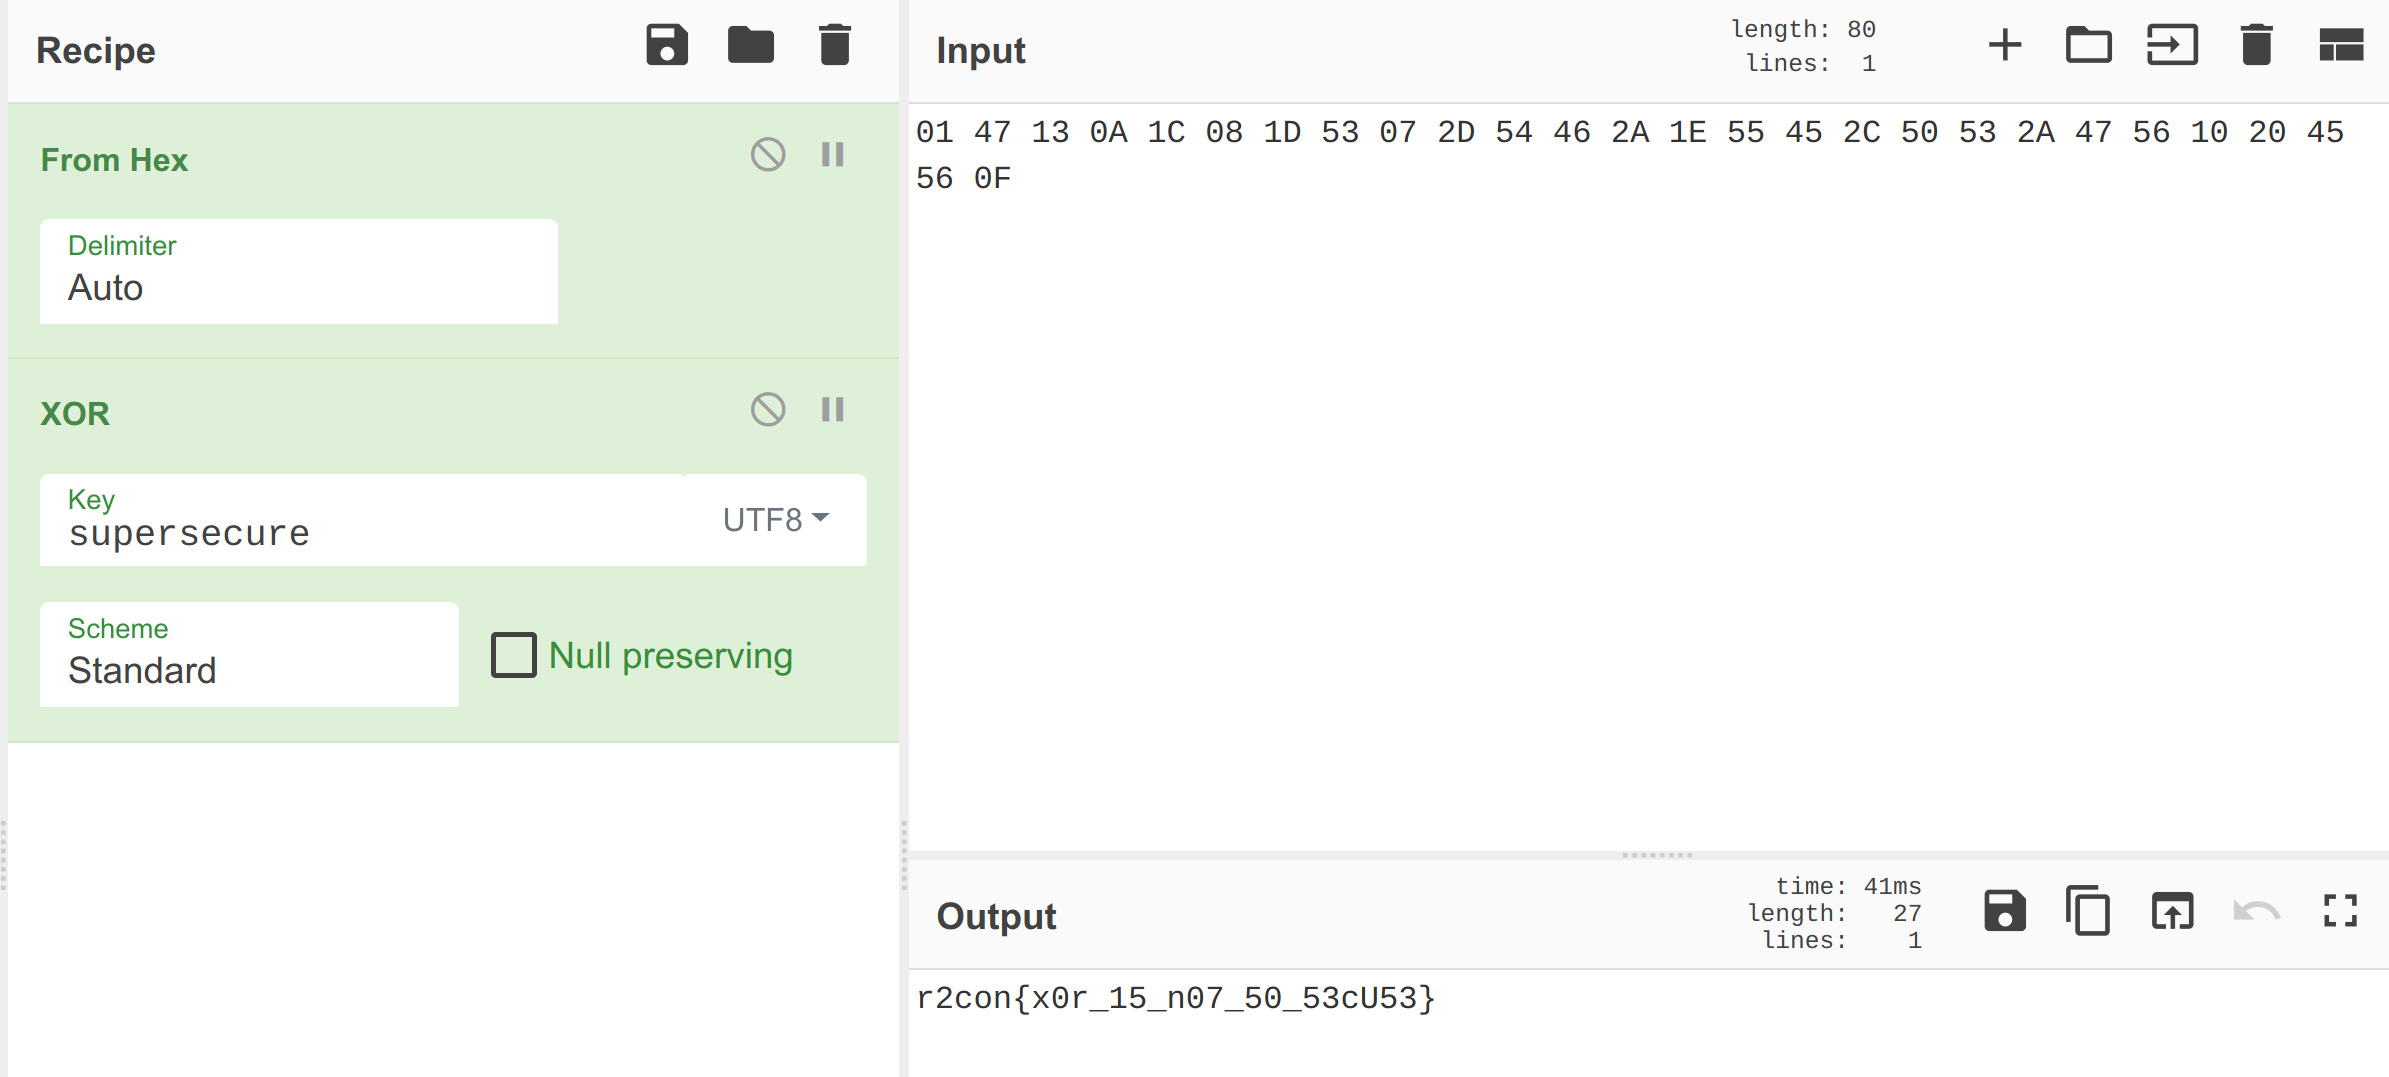 Recipe
From Hex
Delimiter
Auto
XOR
Key
supersecure
UTF8
Scheme
Standard
Null preserving
Input
length: 80
lines: 1
01 47 13 0A 1C 08 1D 53 07 2D 54 46 2A 1E 55 45 2C 50 53 2A 47 56 10 20 45
56 0F
Output
time: 41ms
length: 27
lines: 1
r2con{x0r_15_n07_50_53cU53}